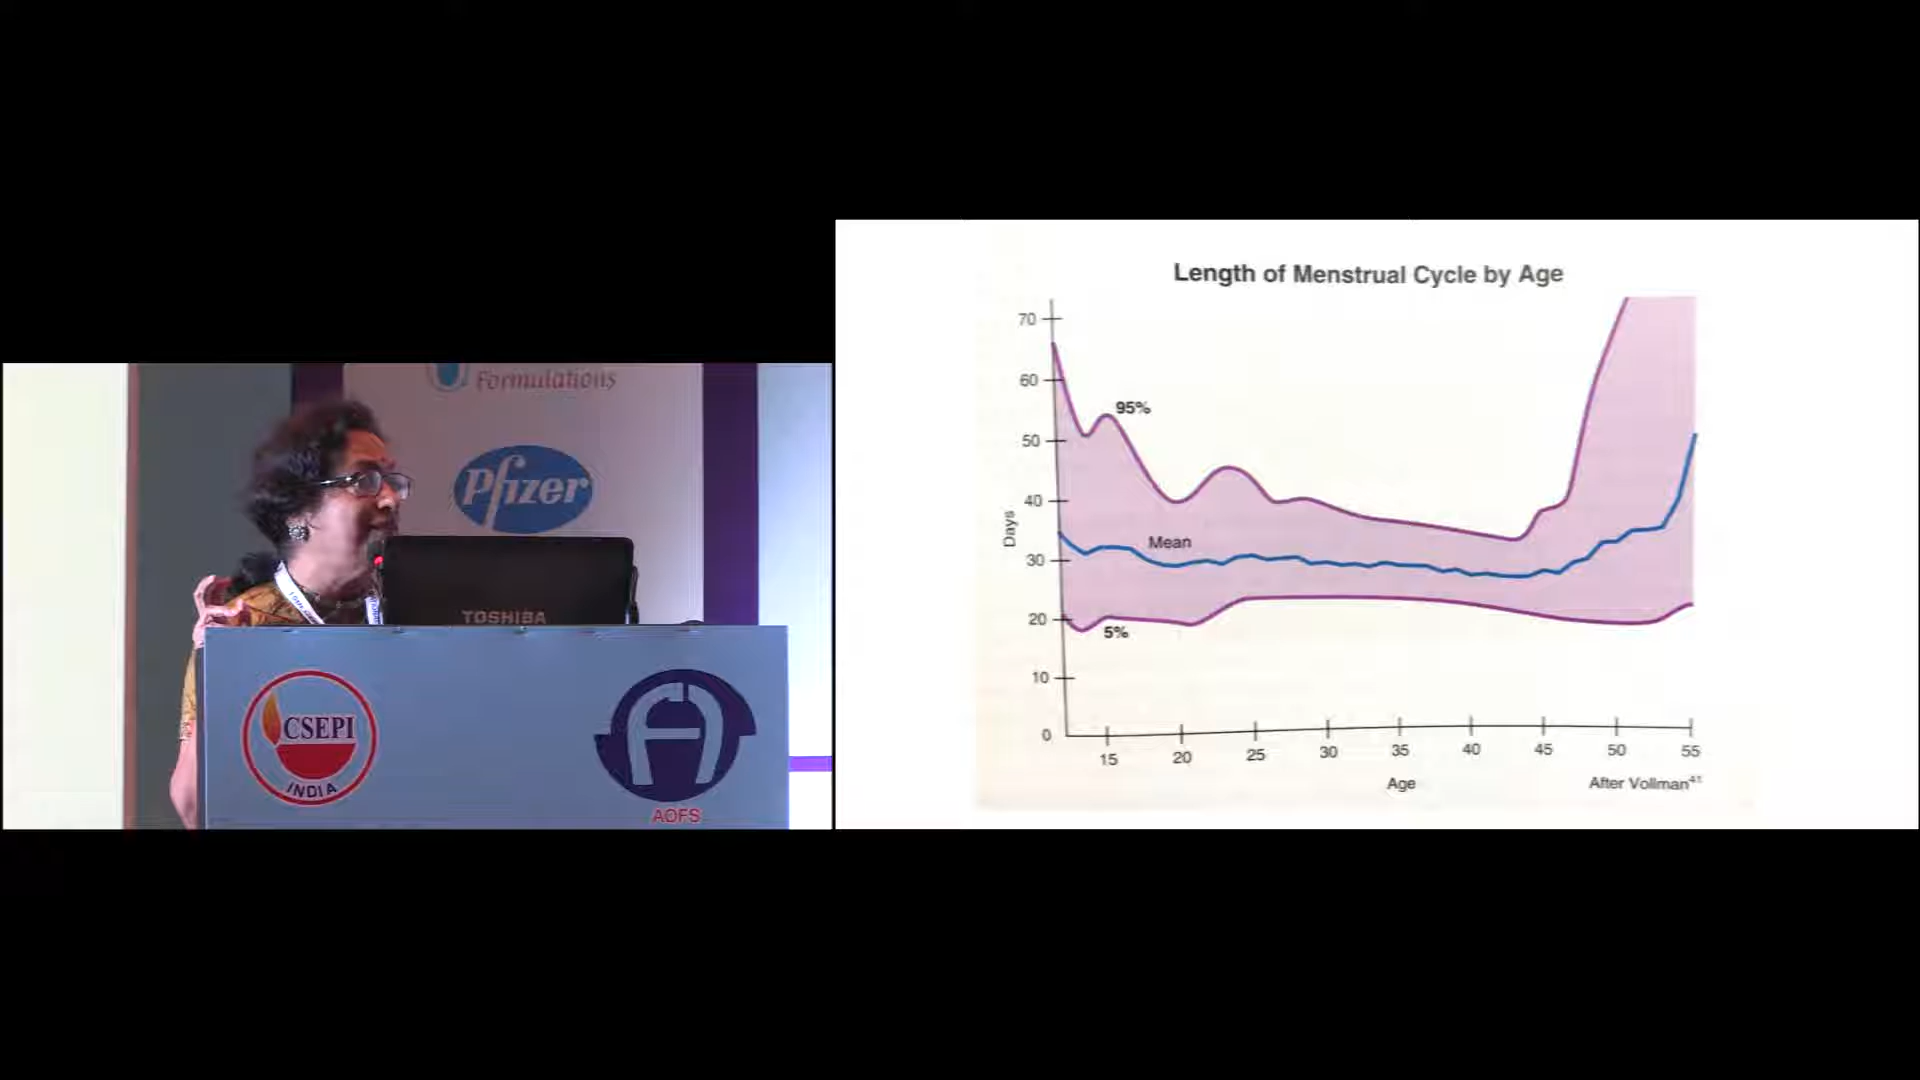 Formulations
Pfizer
TOSHIBA
CSEPI
INDIA
AOFS
Length of Menstrual Cycle by Age
70
60
50
40
30
20
10
0
Days
95%
Mean
5%
15
20
25
30
35
40
45
50
55
Age
After Vollman41